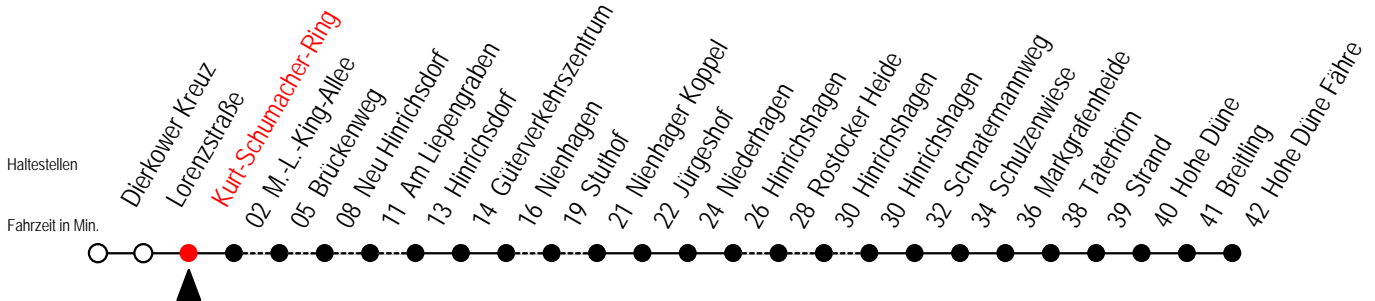 Haltestellen
Fahrzeit in Min.
Dierkower Kreuz
Lorenzstraße
Kurt-Schumacher-Ring
02 M.-L.-King-Allee
05 Brückenweg
08 Neu Hinrichsdorf
11 Am Liepengraben
13 Hinrichsdorf
14 Güterverkehrszentrum
16 Nienhagen
19 Stuthof
21 Nienhager Koppel
22 Jürgeshof
24 Niederhagen
26 Hinrichshagen
28 Rostocker Heide
30 Hinrichshagen
30 Hinrichshagen
32 Schnatermannweg
34 Schulzenwiese
36 Markgrafenheide
38 Taterhörn
39 Strand
40 Hohe Düne
41 Breitling
42 Hohe Düne Fähre